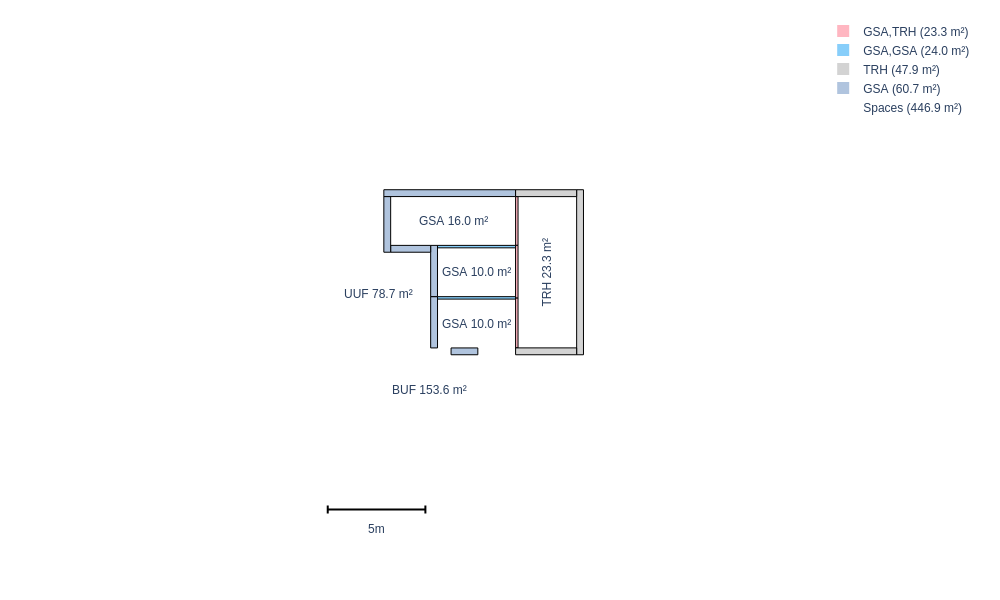 GSA,TRH (23.3 m²)
GSA,GSA (24.0 m²)
TRH (47.9 m²)
GSA (60.7 m²)
Spaces (446.9 m²)
GSA 16.0 m²
TRH 23.3 m²
GSA 10.0 m²
UUF 78.7 m²
GSA 10.0 m²
BUF 153.6 m²
5m